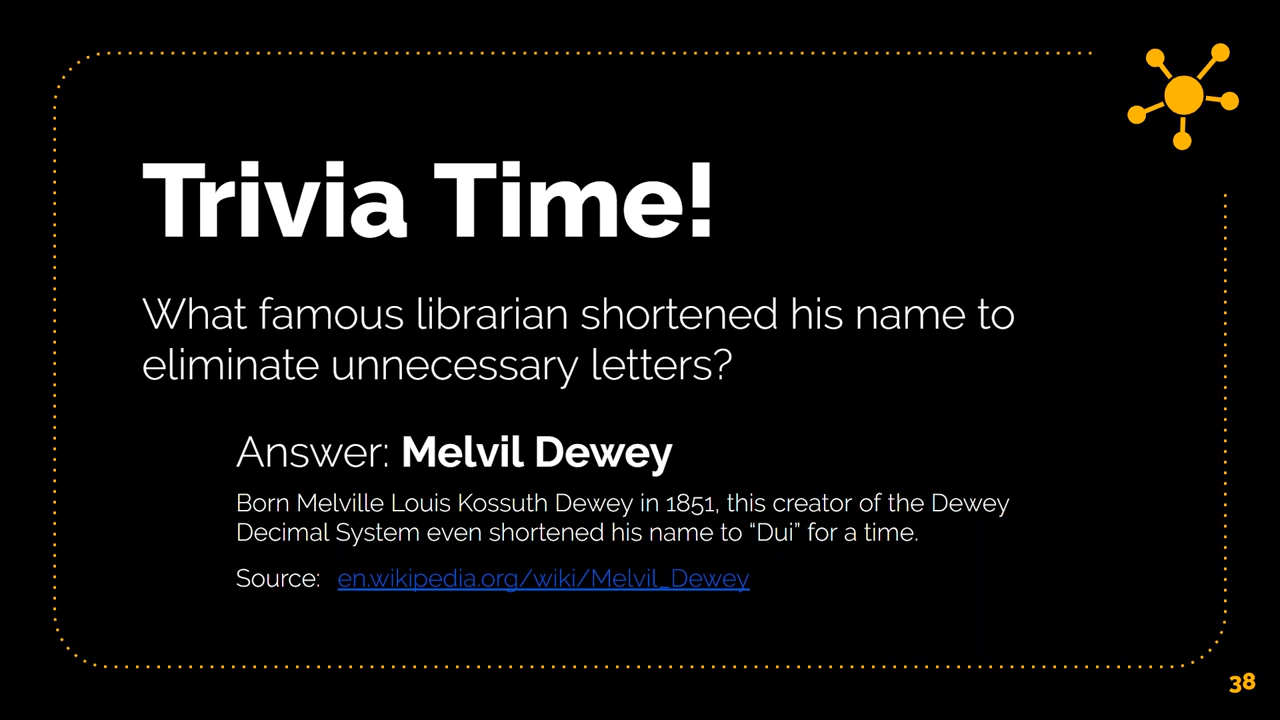 Trivia Time!
What famous librarian shortened his name to
eliminate unnecessary letters?
Answer: Melvil Dewey
Born Melville Louis Kossuth Dewey in 1851, this creator of the Dewey
Decimal System even shortened his name to “Dui” for a time.
Source: en.wikipedia.org/wiki/Melvil_Dewey
38